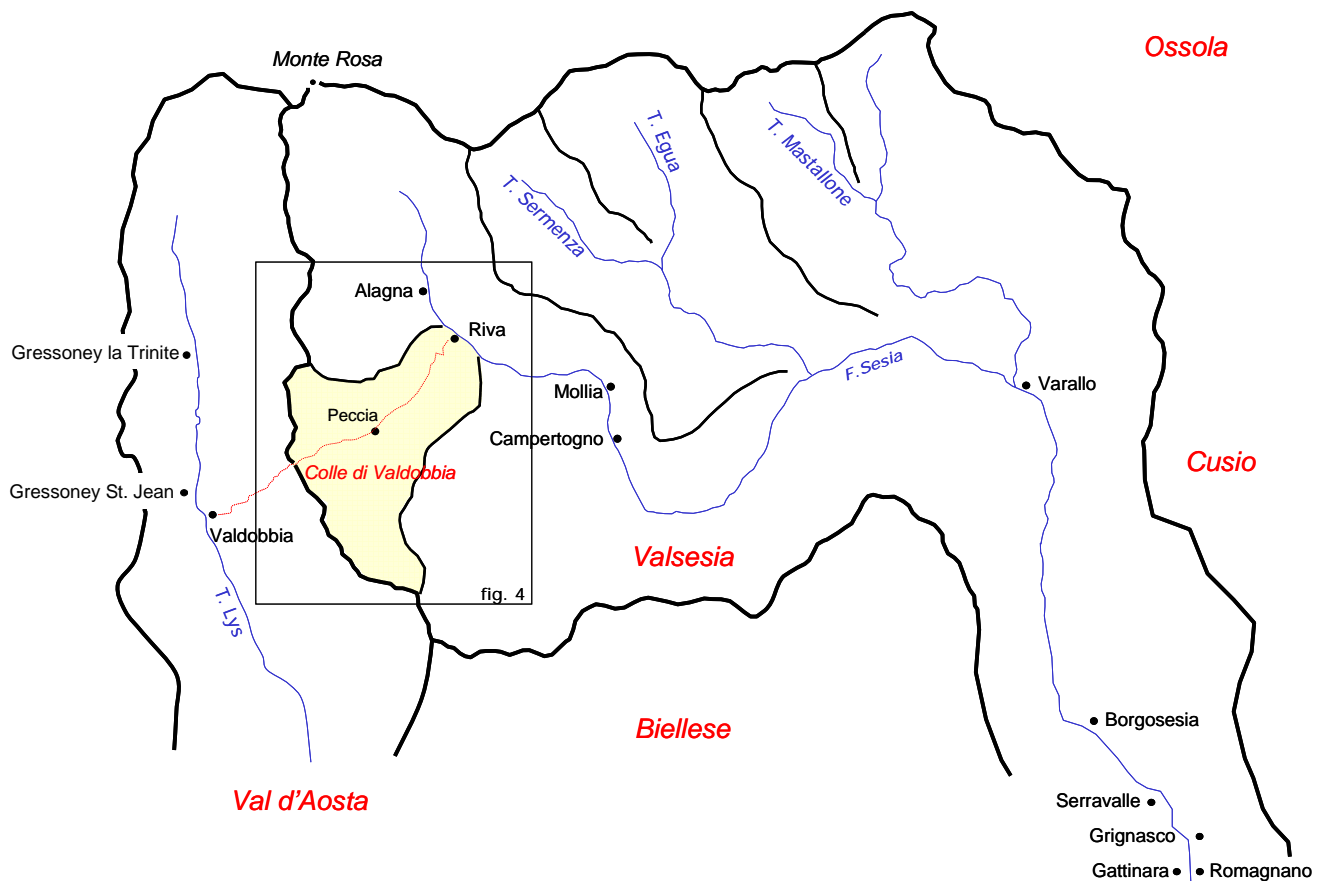 Ossola
Monte Rosa
T. Egua
T. Mastallone
T. Sermenza
Alagna
Riva
Gressoney la Trinite
F.Sesia
Mollia
Varallo
Peccia
Campertogno
Colle di Valdobbia
Cusio
Gressoney St. Jean
Valdobbia
Valsesia
fig. 4
T. Lys
Borgosesia
Biellese
Val d'Aosta
Serravalle
Grignasco
Gattinara
Romagnano